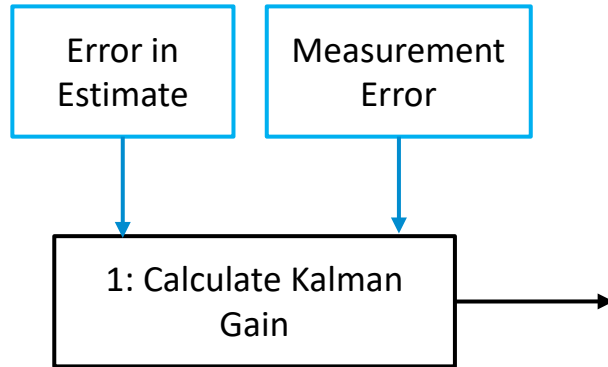 Error in
Estimate
Measurement
Error
1: Calculate Kalman
Gain